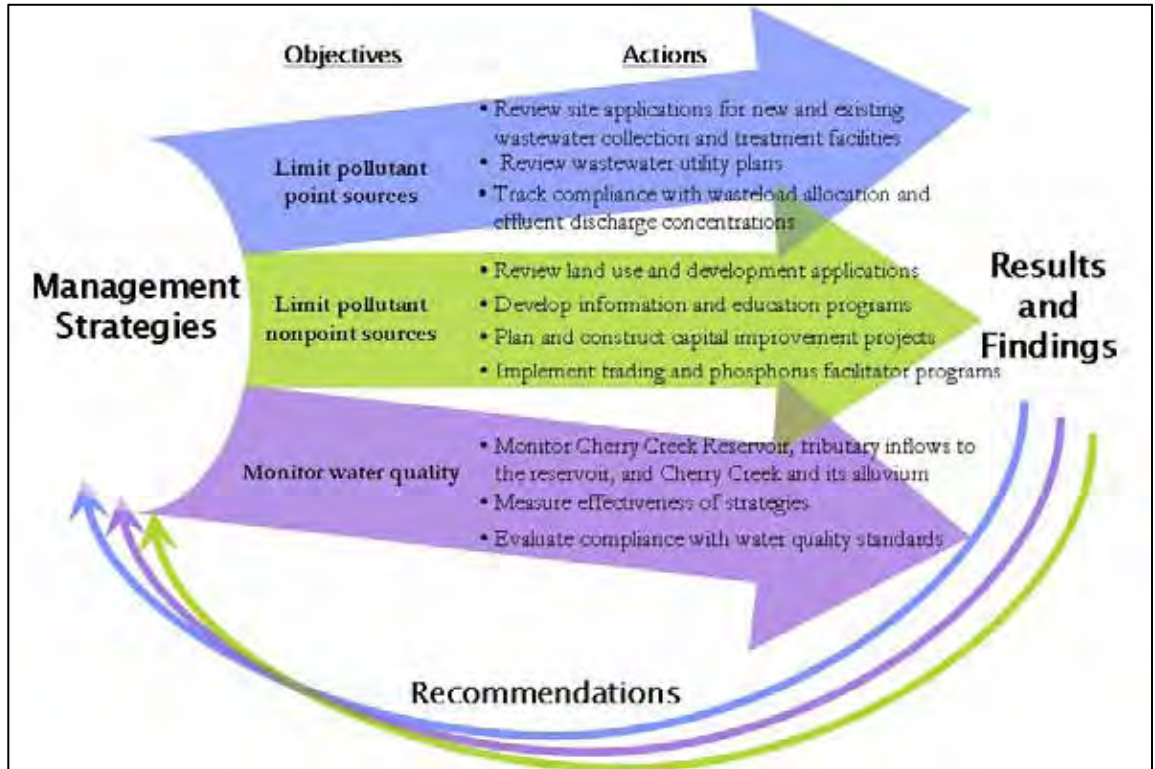 Objectives
Actions
• Review site applications for new and existing
wastewater collection and treatment facilities
• Review wastewater utility plans
• Track compliance with wasteload allocation and
effluent discharge concentrations
Limit pollutant
point sources
Management
Strategies
Limit pollutant
nonpoint sources
• Review land use and development applications
• Develop information and education programs
• Plan and construct capital improvement projects
• Implement trading and phosphorus facilitator programs
Results
and
Findings
Monitor water quality
• Monitor Cherry Creek Reservoir, tributary inflows to
the reservoir, and Cherry Creek and its alluvium
• Measure effectiveness of strategies
• Evaluate compliance with water quality standards
Recommendations